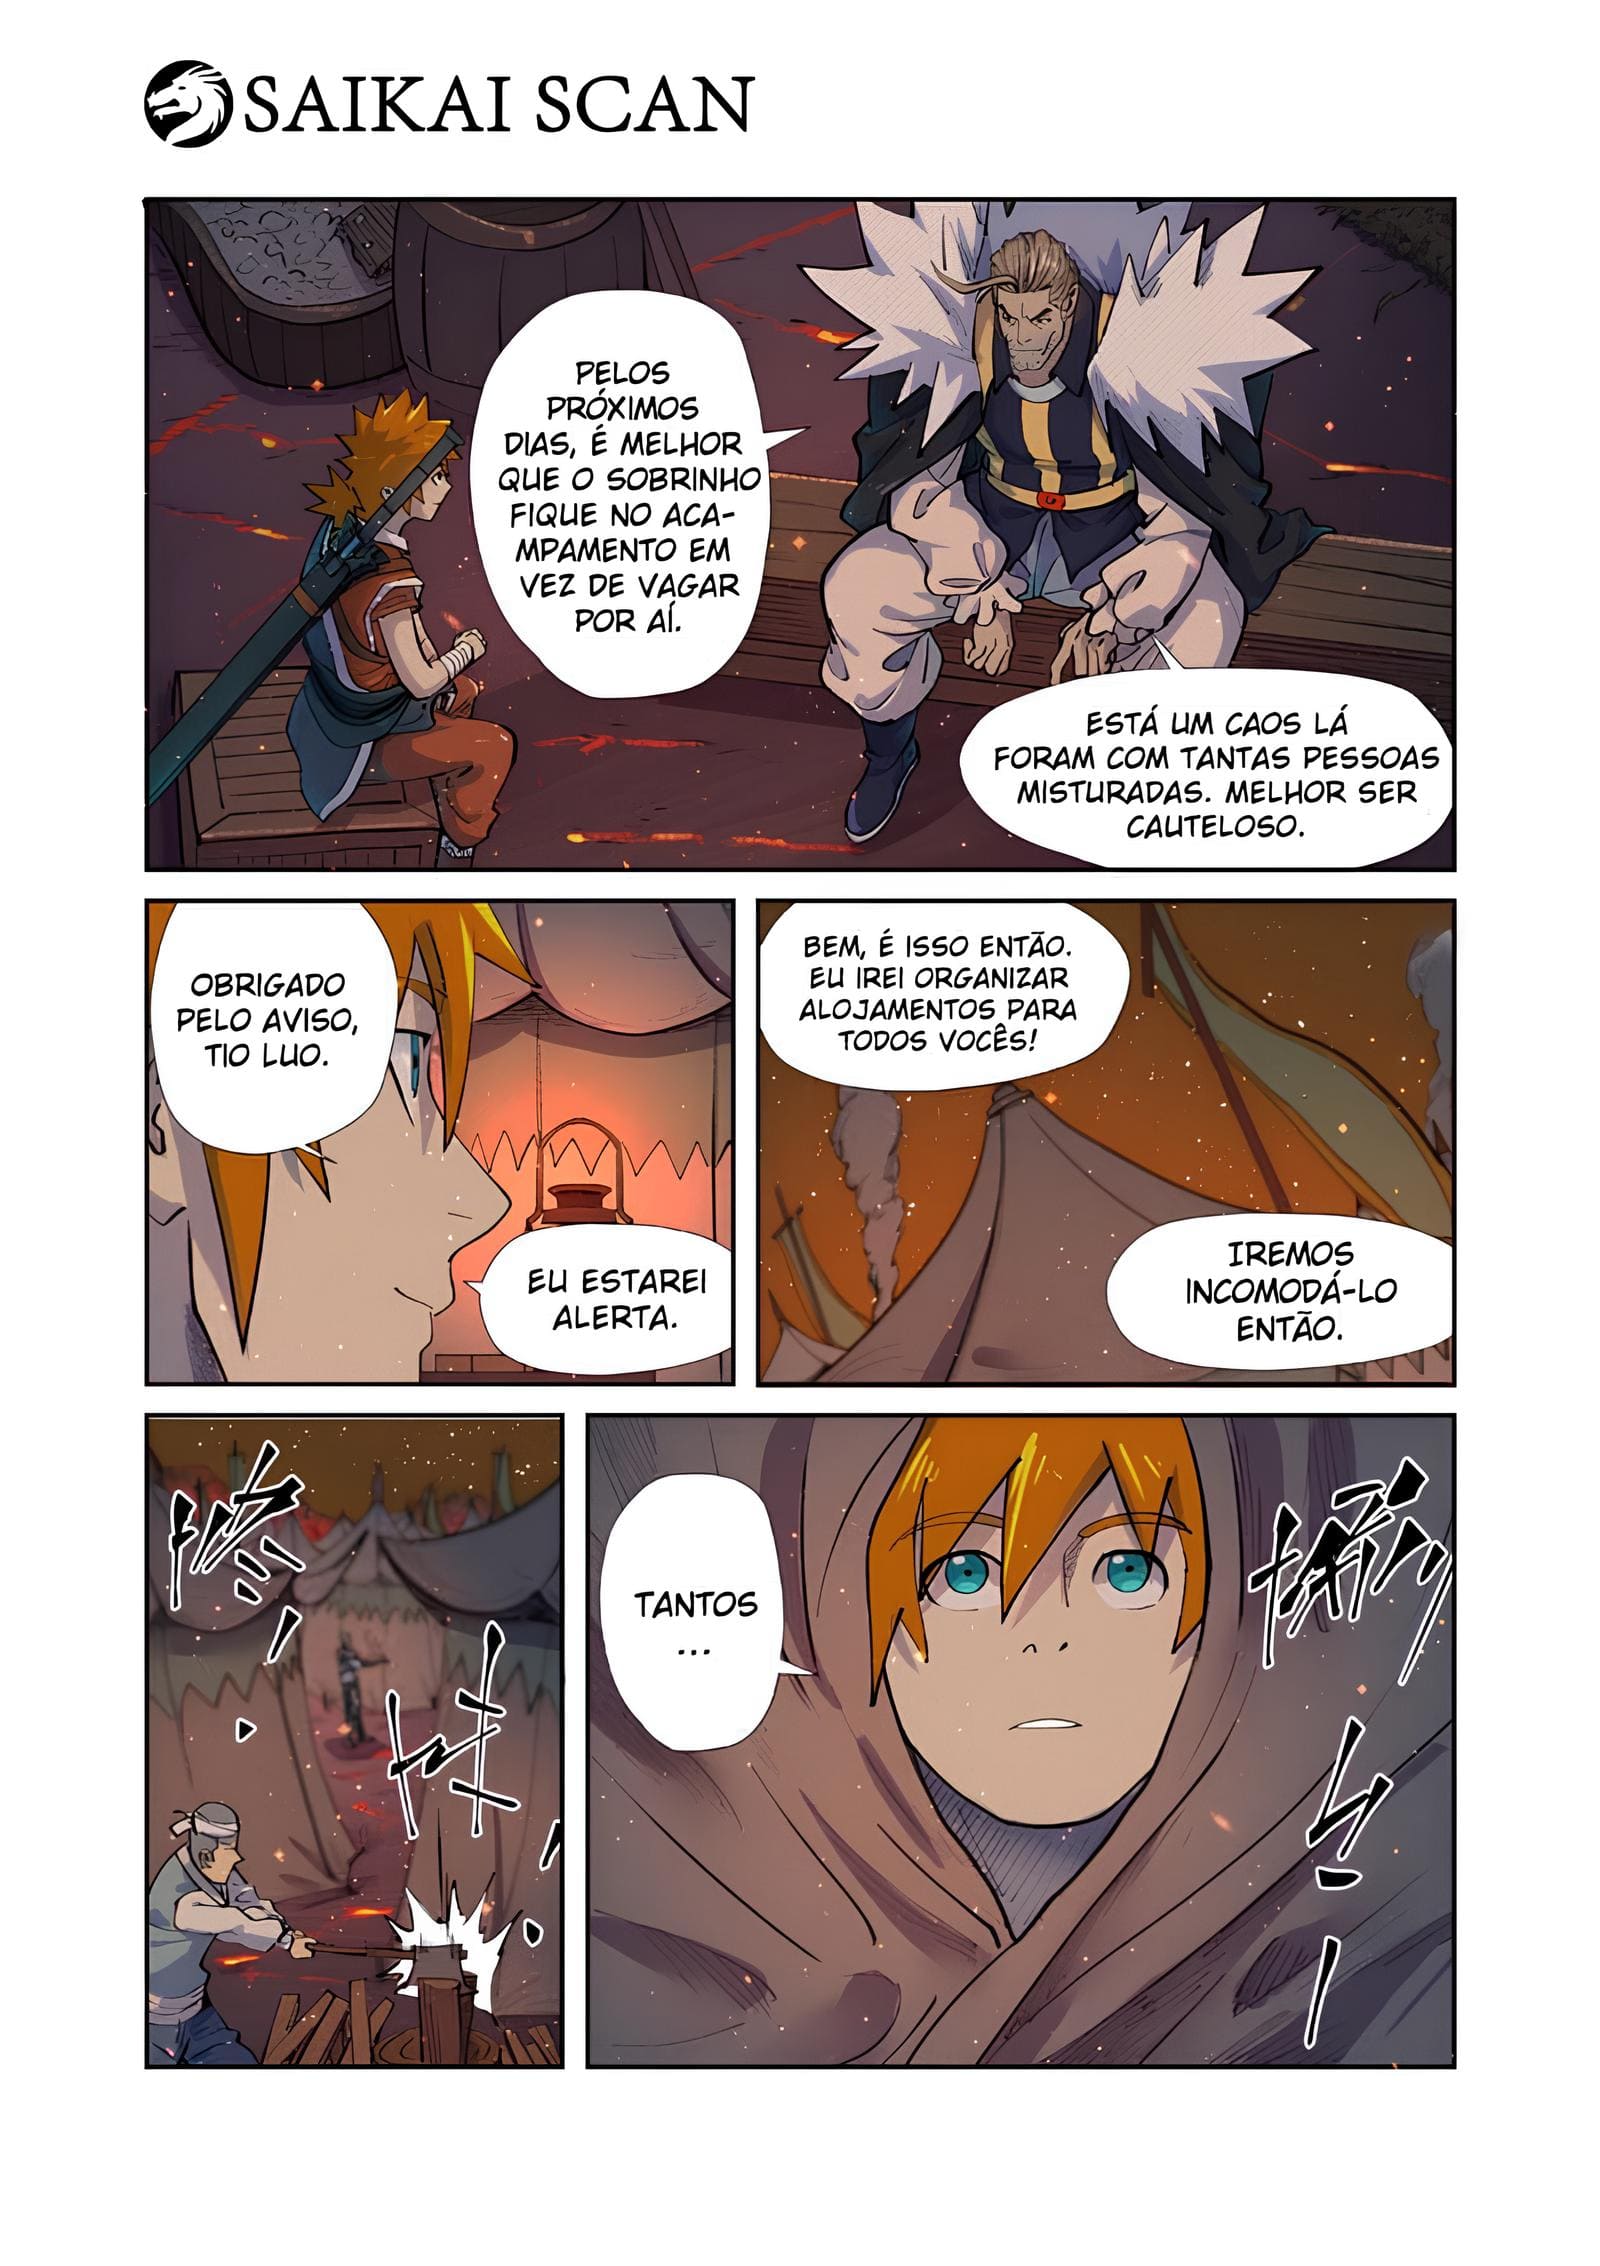 SAIKAI SCAN
PELOS
PRÓXIMOS
DIAS, É MELHOR
QUE O SOBRINHO
FIQUE NO ACA-
MPAMENTO EM
VEZ DE VAGAR
POR AÍ.
ESTÁ UM CAOS LÁ
FORAM COM TANTAS PESSOAS
MISTURADAS. MELHOR SER
CAUTELOSO.
OBRIGADO
PELO AVISO,
TIO LUO.
EU ESTAREI
ALERTA.
BEM, É ISSO ENTÃO.
EU IREI ORGANIZAR
ALOJAMENTOS PARA
TODOS VOCÊS!
IREMOS
INCOMODÁ-LO
ENTÃO.
TANTOS
...